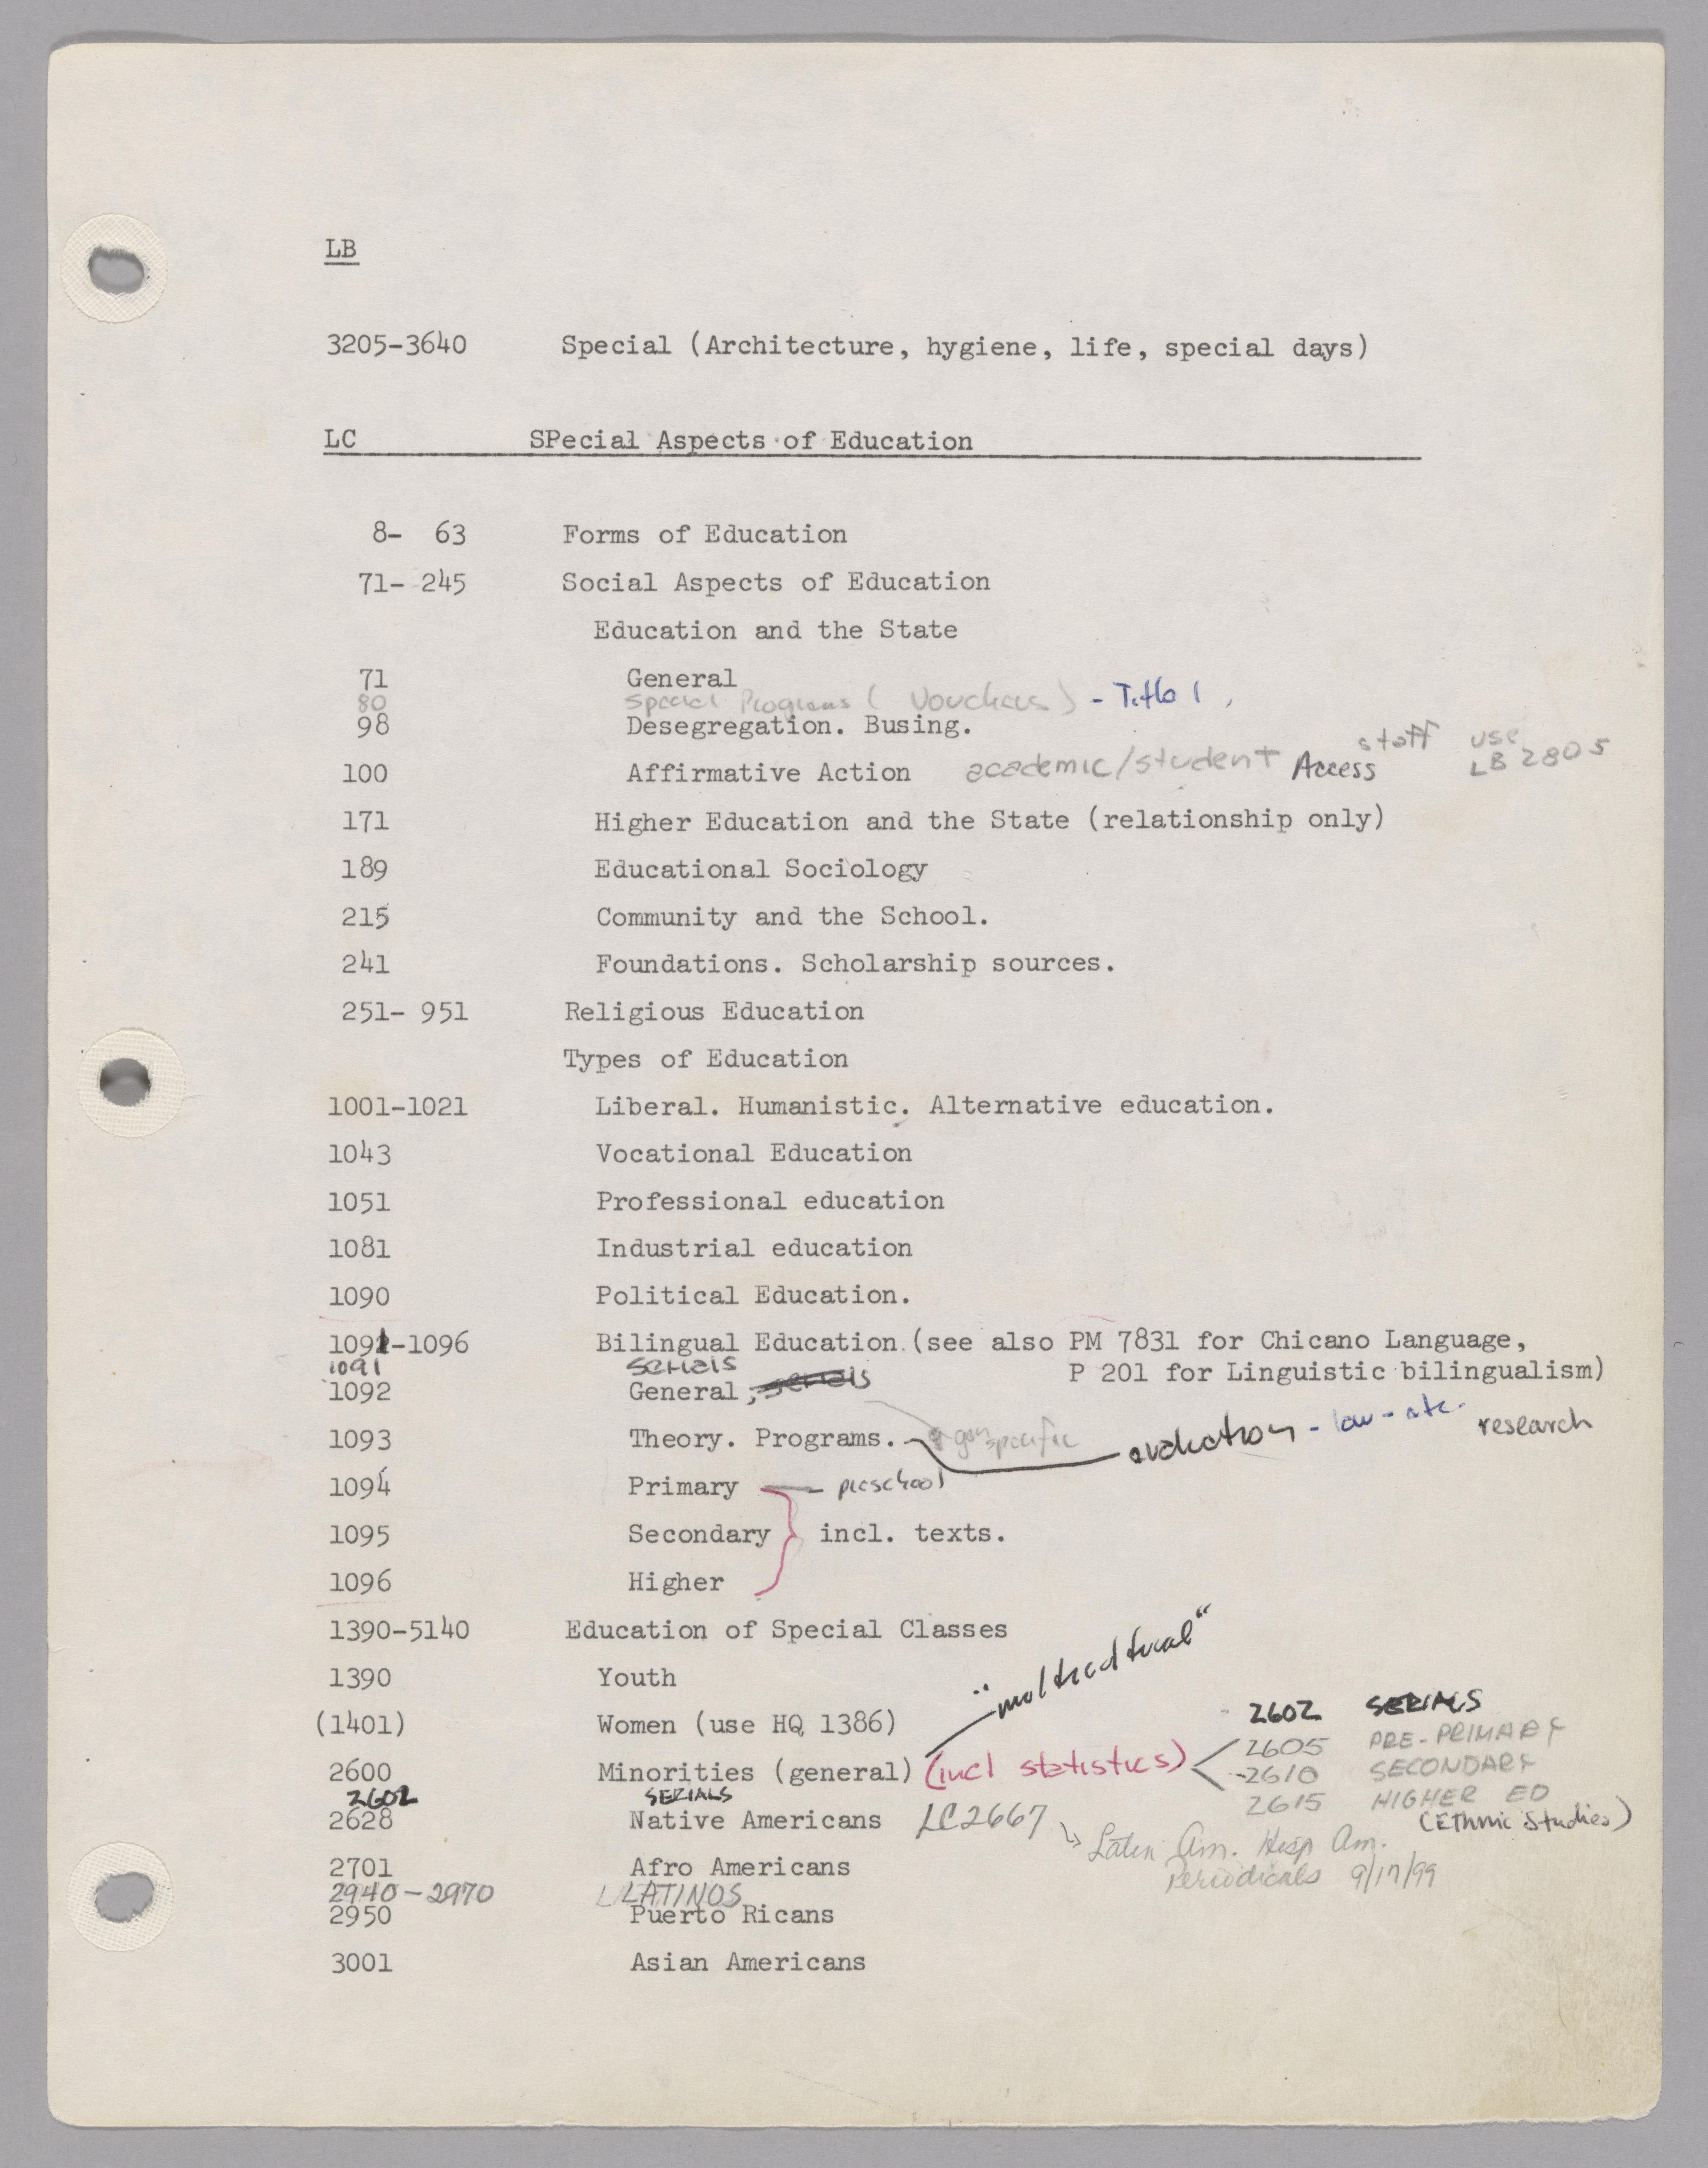 LB
3205-3640 Special (Architecture, hygiene, life, special days)
LC SPecial Aspects of Education
8- 63 Forms of Education
71- 245 Social Aspects of Education
Education and the State
71 General
80 Special Programs (Vouchers) - Title 1,
98 Desegregation. Busing.
100 Affirmative Action academic/student Access staff use LB 2805
171 Higher Education and the State (relationship only)
189 Educational Sociology
215 Community and the School.
241 Foundations. Scholarship sources.
251- 951 Religious Education
Types of Education
1001-1021 Liberal. Humanistic. Alternative education.
1043 Vocational Education
1051 Professional education
1081 Industrial education
1090 Political Education.
1091-1096 Bilingual Education (see also PM 7831 for Chicano Language,
P 201 for Linguistic bilingualism)
1091 serials
1092 General, serials
1093 Theory. Programs. gen specific evaluation - law - etc. research
1094 Primary — preschool
1095 Secondary } incl. texts.
1096 Higher
1390-5140 Education of Special Classes
1390 Youth
"multicultural"
(1401) Women (use HQ 1386)
2600 Minorities (general) (incl statistics)
2602 SERIALS
2605 PRE-PRIMARY
2610 SECONDARY
2615 HIGHER ED
(Ethnic Studies)
2602 SERIALS
2628 Native Americans LC2667
Latin Am. Hisp Am.
Periodicals 9/17/99
2701 Afro Americans
2940-2970 LATINOS
2950 Puerto Ricans
3001 Asian Americans